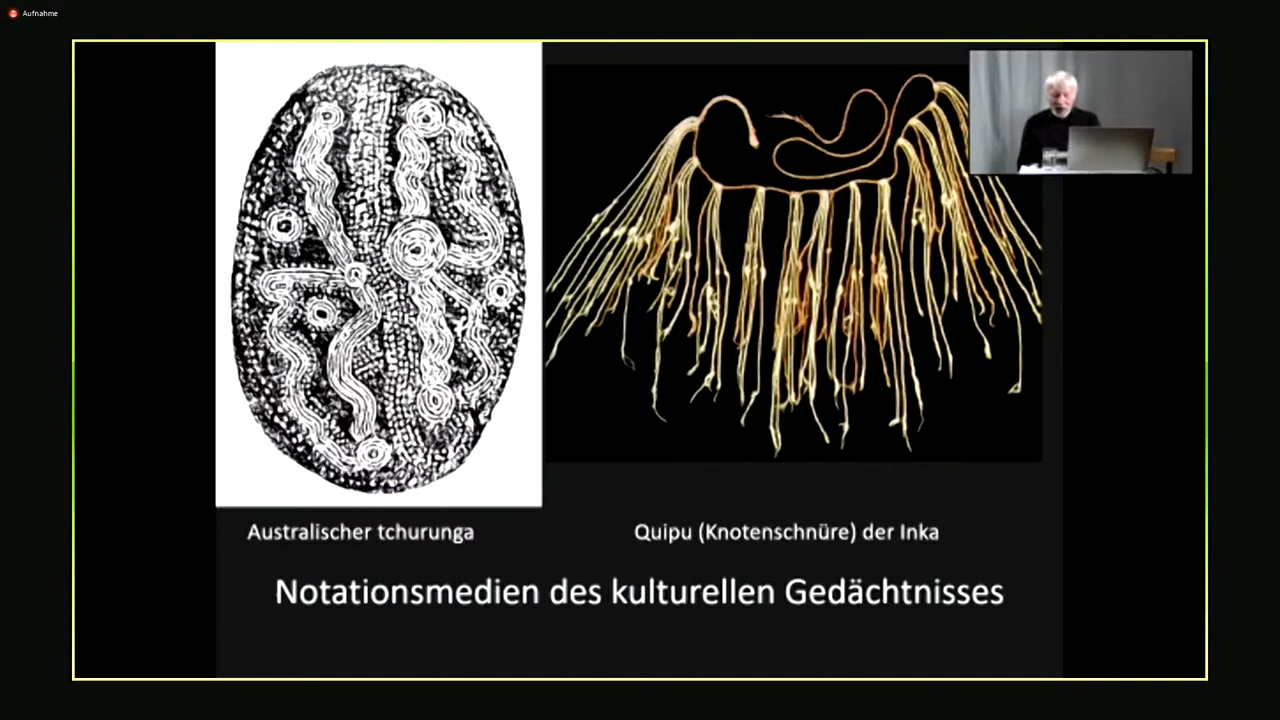 Aufnahme
Australischer tchurunga
Quipu (Knotenschnüre) der Inka
Notationsmedien des kulturellen Gedächtnisses